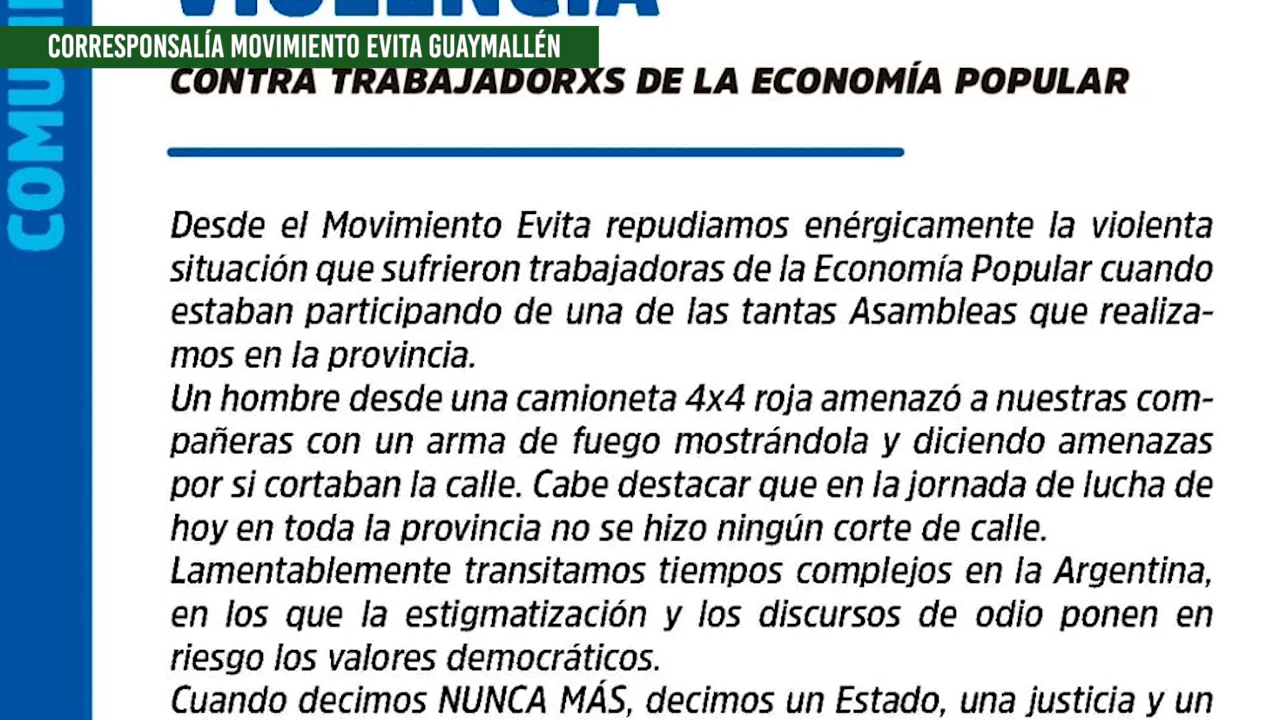 VIOLENCIA
CORRESPONSALÍA MOVIMIENTO EVITA GUAYMALLÉN
CONTRA TRABAJADORXS DE LA ECONOMÍA POPULAR
Desde el Movimiento Evita repudiamos enérgicamente la violenta
situación que sufrieron trabajadoras de la Economía Popular cuando
estaban participando de una de las tantas Asambleas que realiza-
mos en la provincia.
Un hombre desde una camioneta 4x4 roja amenazó a nuestras com-
pañeras con un arma de fuego mostrándola y diciendo amenazas
por si cortaban la calle. Cabe destacar que en la jornada de lucha de
hoy en toda la provincia no se hizo ningún corte de calle.
Lamentablemente transitamos tiempos complejos en la Argentina,
en los que la estigmatización y los discursos de odio ponen en
riesgo los valores democráticos.
Cuando decimos NUNCA MÁS, decimos un Estado, una justicia y un